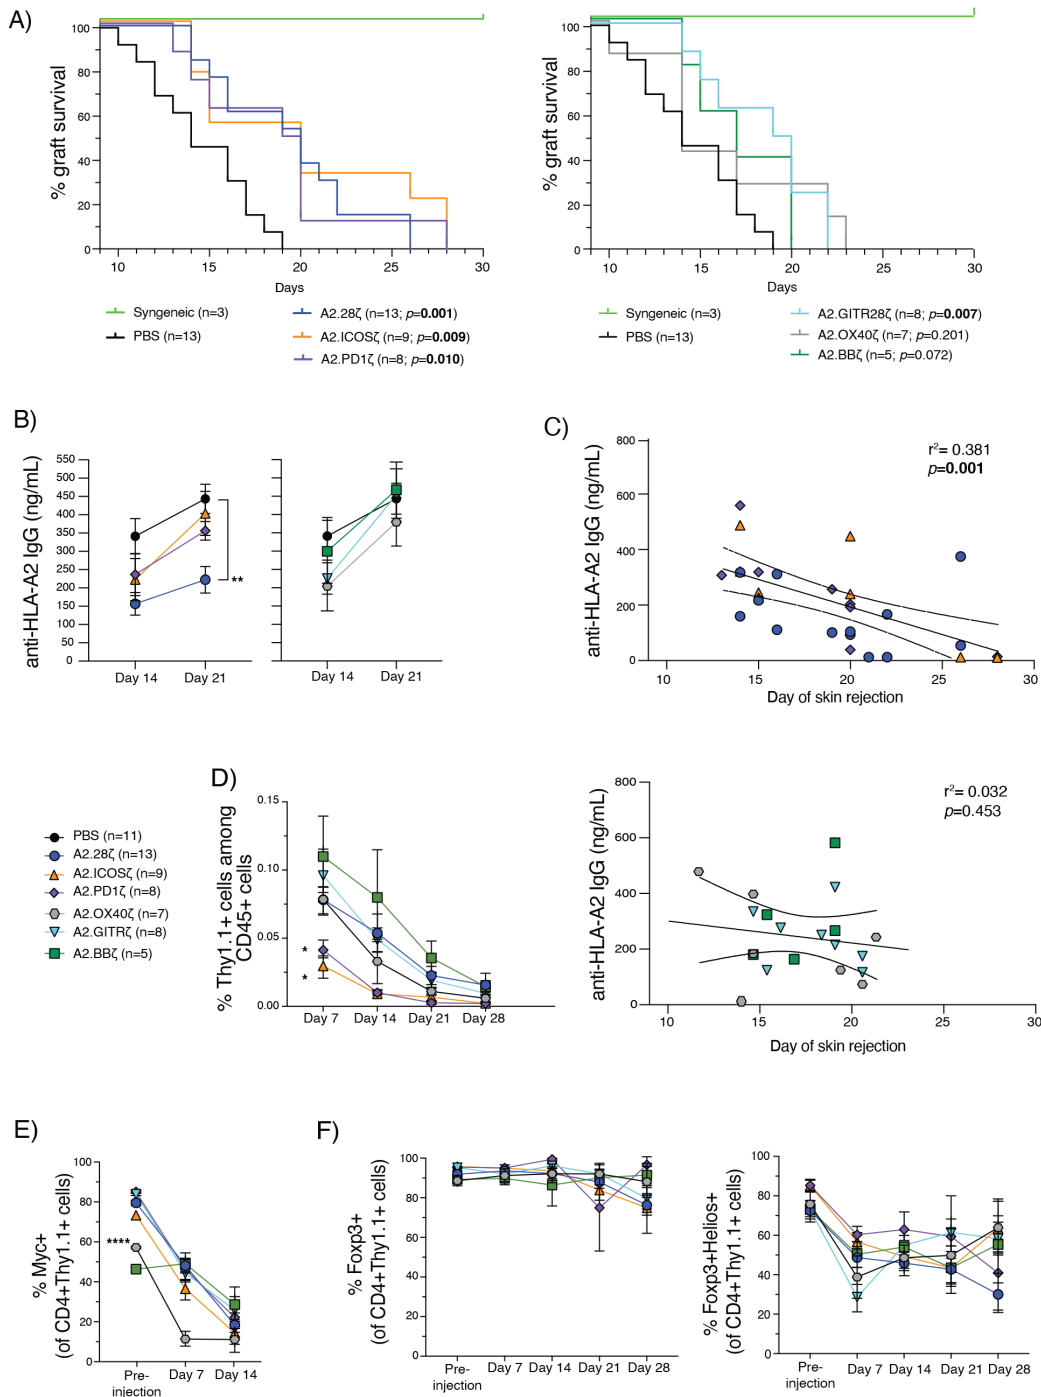 A)
% graft survival
100
80
60
40
20
0
10
15
20
25
30
Days
Syngeneic (n=3)
PBS (n=13)
A2.28ζ (n=13; p=0.001)
A2.ICOSζ (n=9; p=0.009)
A2.PD1ζ (n=8; p=0.010)
% graft survival
100
80
60
40
20
0
10
15
20
25
30
Days
Syngeneic (n=3)
PBS (n=13)
A2.GITR28ζ (n=8; p=0.007)
A2.OX40ζ (n=7; p=0.201)
A2.BBζ (n=5; p=0.072)
B)
anti-HLA-A2 IgG (ng/mL)
550
500
450
400
350
300
250
200
150
100
50
0
**
Day 14
Day 21
Day 14
Day 21
C)
anti-HLA-A2 IgG (ng/mL)
800
600
400
200
0
r²= 0.381
p=0.001
10
15
20
25
30
Day of skin rejection
anti-HLA-A2 IgG (ng/mL)
800
600
400
200
0
r²= 0.032
p=0.453
10
15
20
25
30
Day of skin rejection
PBS (n=11)
A2.28ζ (n=13)
A2.ICOSζ (n=9)
A2.PD1ζ (n=8)
A2.OX40ζ (n=7)
A2.GITRζ (n=8)
A2.BBζ (n=5)
D)
% Thy1.1+ cells among
CD45+ cells
0.15
0.10
0.05
0.00
*
*
Day 7
Day 14
Day 21
Day 28
E)
% Myc+
(of CD4+Thy1.1+ cells)
100
80
60
40
20
0
****
Pre-
injection
Day 7
Day 14
F)
% Foxp3+
(of CD4+Thy1.1+ cells)
100
80
60
40
20
0
Pre-
injection
Day 7
Day 14
Day 21
Day 28
% Foxp3+Helios+
(of CD4+Thy1.1+ cells)
100
80
60
40
20
0
Pre-
injection
Day 7
Day 14
Day 21
Day 28